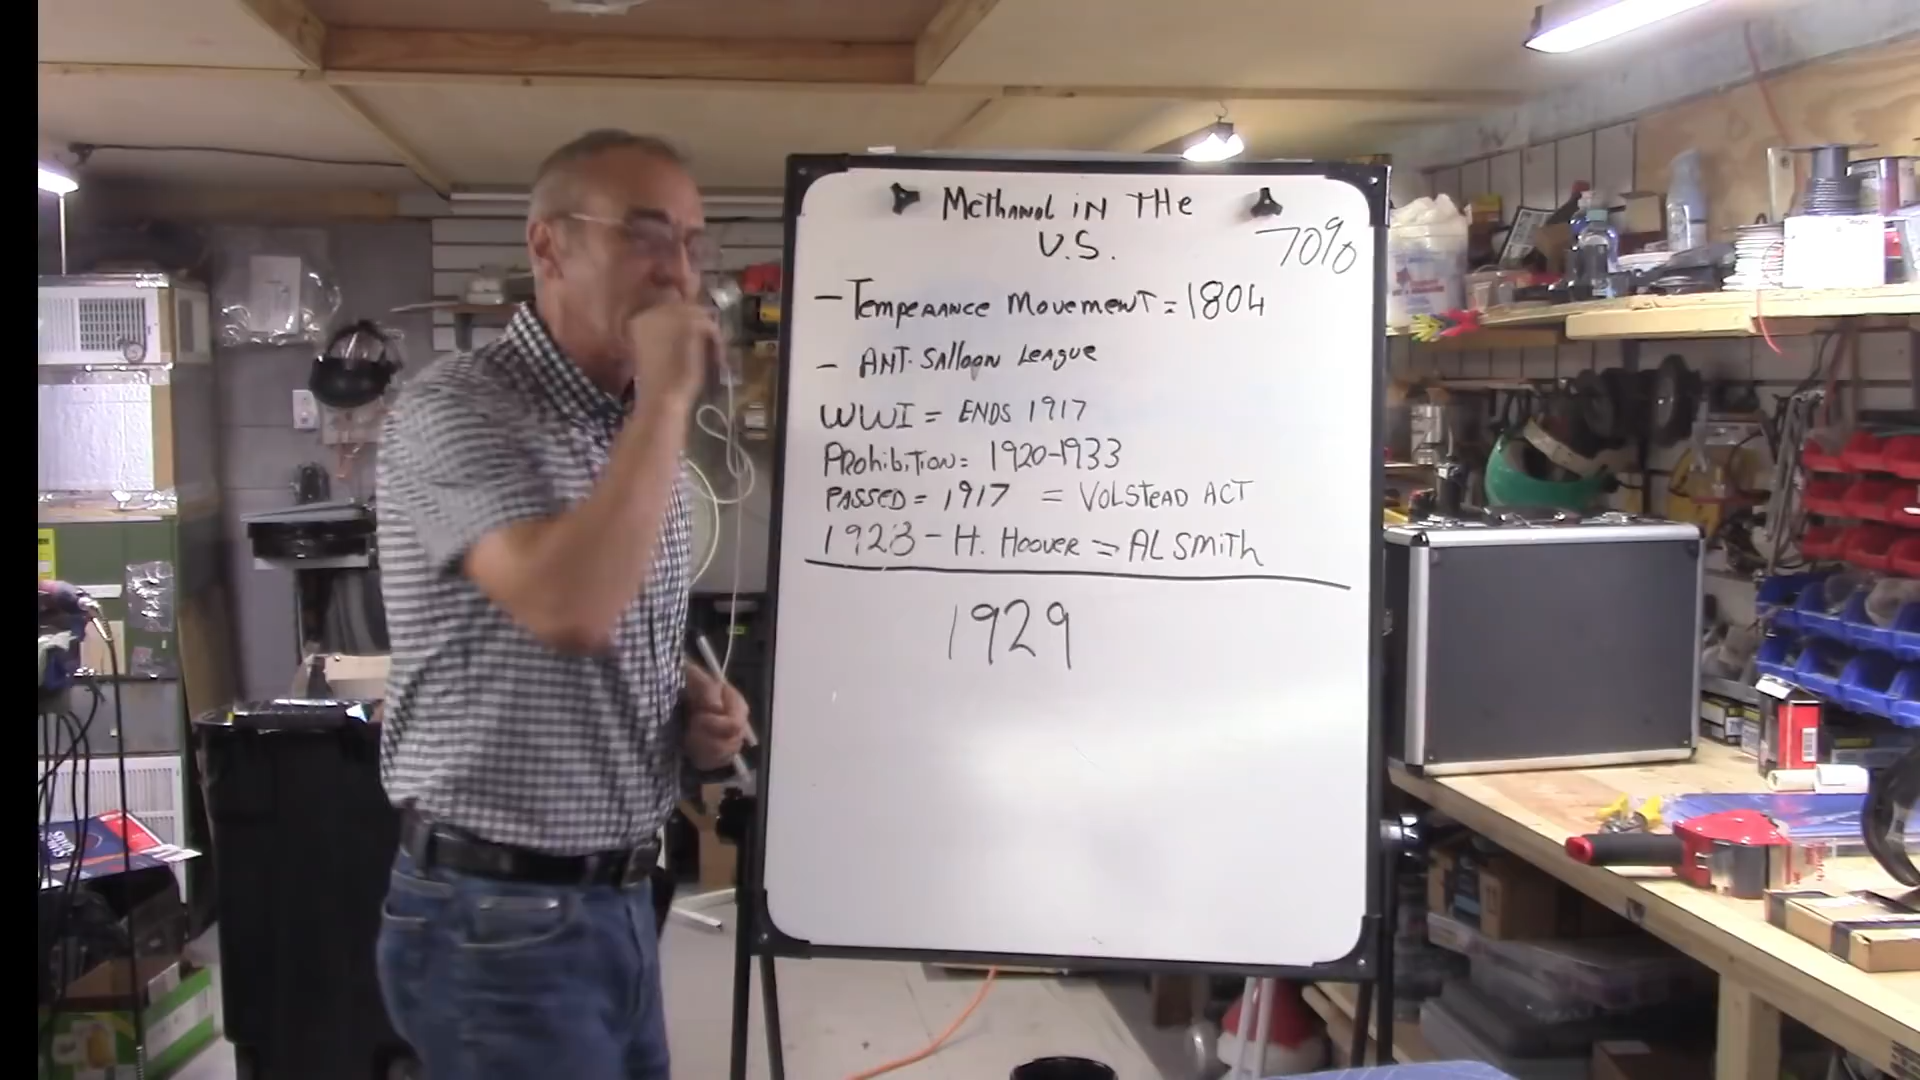 Methanol in THe
U.S.
70%
- Temperance Movement = 1804
- ANT. Salloon League
WWI = ENDS 1917
Prohibition = 1920-1933
PASSED = 1917 = VOLSTEAD ACT
1928 - H. Hoover = AL Smith
1929